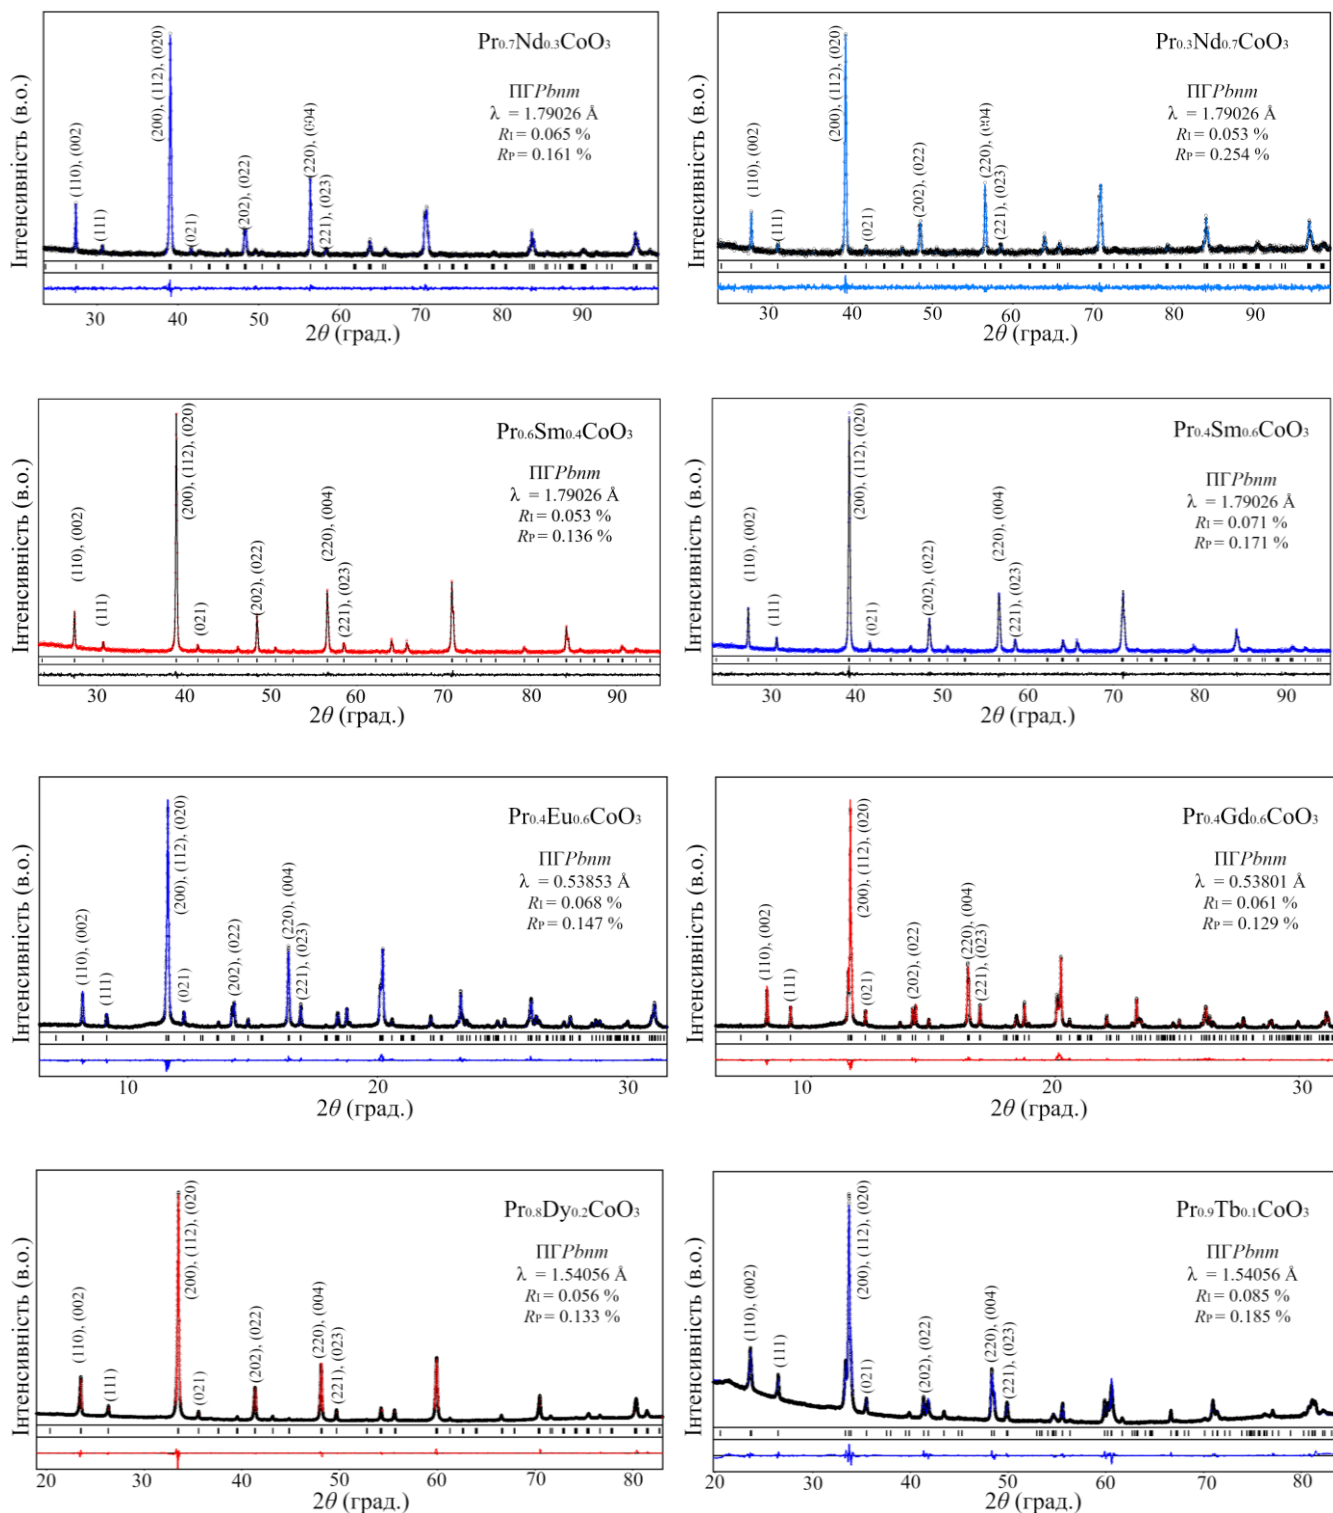 Pr0.7Nd0.3CoO3
ПГ Pbnm
λ = 1.79026 Å
RI = 0.065 %
RP = 0.161 %
(110), (002)
(111)
(200), (112), (020)
(021)
(202), (022)
(220), (004)
(221), (023)
Інтенсивність (в.о.)
30 40 50 60 70 80 90
2θ (град.)
Pr0.3Nd0.7CoO3
ПГ Pbnm
λ = 1.79026 Å
RI = 0.053 %
RP = 0.254 %
(110), (002)
(111)
(200), (112), (020)
(021)
(202), (022)
(220), (004)
(221), (023)
Інтенсивність (в.о.)
30 40 50 60 70 80 90
2θ (град.)
Pr0.6Sm0.4CoO3
ПГ Pbnm
λ = 1.79026 Å
RI = 0.053 %
RP = 0.136 %
(110), (002)
(111)
(200), (112), (020)
(021)
(202), (022)
(220), (004)
(221), (023)
Інтенсивність (в.о.)
30 40 50 60 70 80 90
2θ (град.)
Pr0.4Sm0.6CoO3
ПГ Pbnm
λ = 1.79026 Å
RI = 0.071 %
RP = 0.171 %
(110), (002)
(111)
(200), (112), (020)
(021)
(202), (022)
(220), (004)
(221), (023)
Інтенсивність (в.о.)
30 40 50 60 70 80 90
2θ (град.)
Pr0.4Eu0.6CoO3
ПГ Pbnm
λ = 0.53853 Å
RI = 0.068 %
RP = 0.147 %
(110), (002)
(111)
(200), (112), (020)
(021)
(202), (022)
(220), (004)
(221), (023)
Інтенсивність (в.о.)
10 20 30
2θ (град.)
Pr0.4Gd0.6CoO3
ПГ Pbnm
λ = 0.53801 Å
RI = 0.061 %
RP = 0.129 %
(110), (002)
(111)
(200), (112), (020)
(021)
(202), (022)
(220), (004)
(221), (023)
Інтенсивність (в.о.)
10 20 30
2θ (град.)
Pr0.8Dy0.2CoO3
ПГ Pbnm
λ = 1.54056 Å
RI = 0.056 %
RP = 0.133 %
(110), (002)
(111)
(200), (112), (020)
(021)
(202), (022)
(220), (004)
(221), (023)
Інтенсивність (в.о.)
20 30 40 50 60 70 80
2θ (град.)
Pr0.9Tb0.1CoO3
ПГ Pbnm
λ = 1.54056 Å
RI = 0.085 %
RP = 0.185 %
(110), (002)
(111)
(200), (112), (020)
(021)
(202), (022)
(220), (004)
(221), (023)
Інтенсивність (в.о.)
20 30 40 50 60 70 80
2θ (град.)